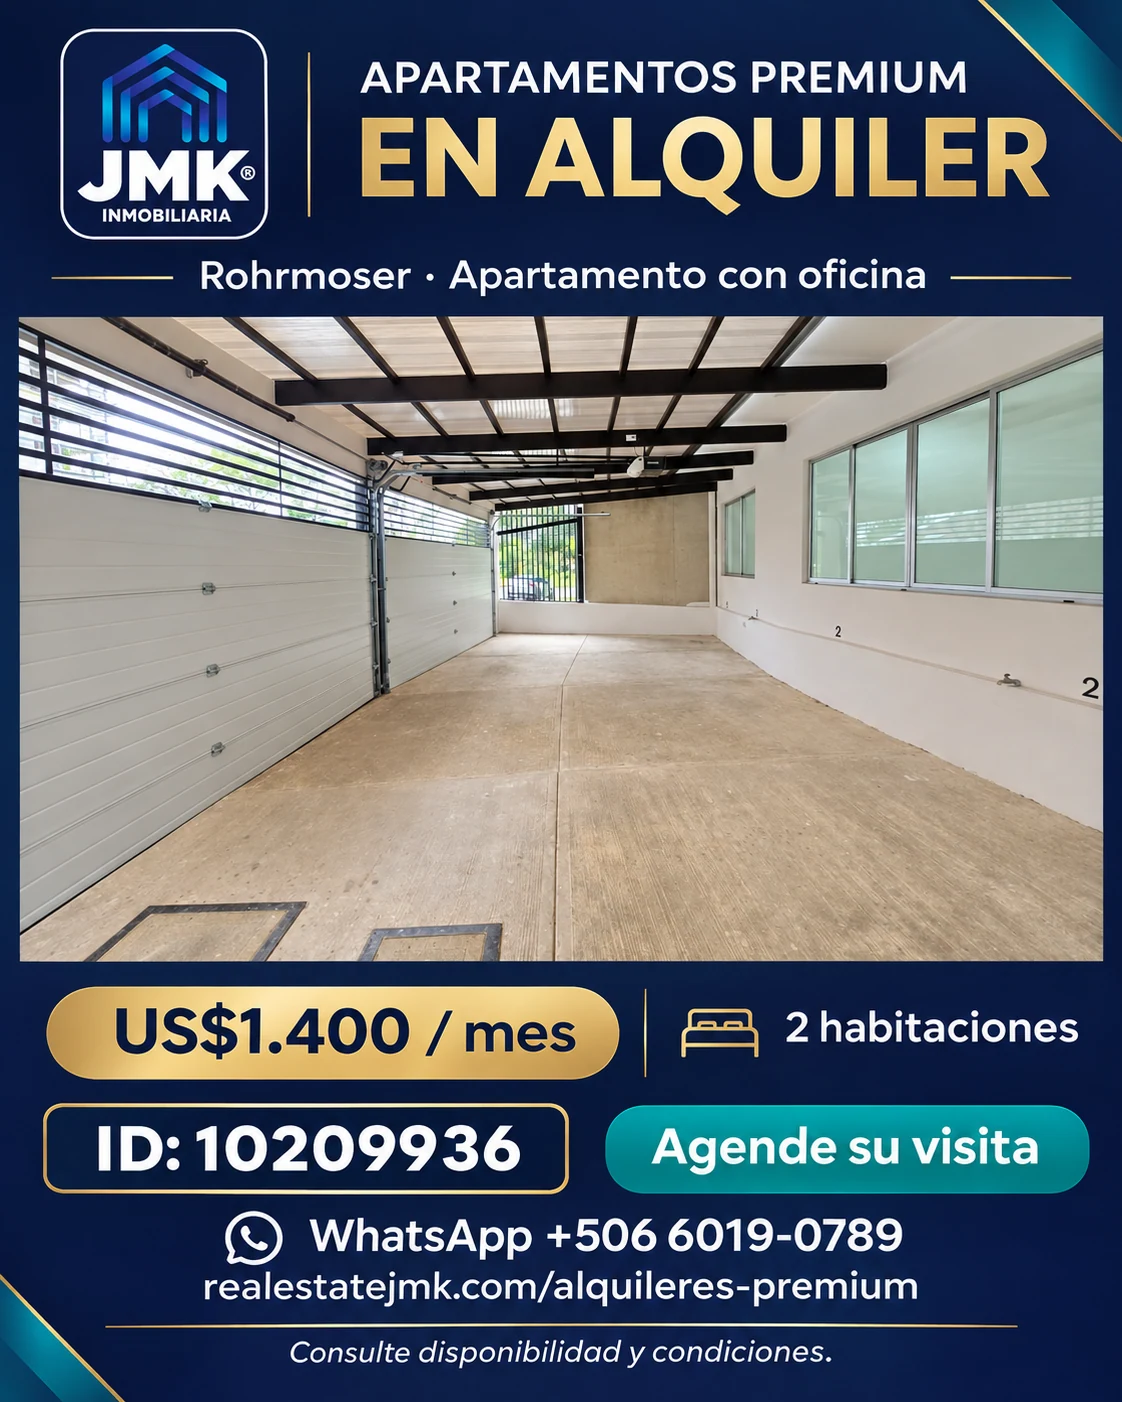 JMK®
INMOBILIARIA
APARTAMENTOS PREMIUM
EN ALQUILER
Rohrmoser · Apartamento con oficina
2
2
US$1.400 / mes
2 habitaciones
ID: 10209936
Agende su visita
WhatsApp +506 6019-0789
realestatejmk.com/alquileres-premium
Consulte disponibilidad y condiciones.